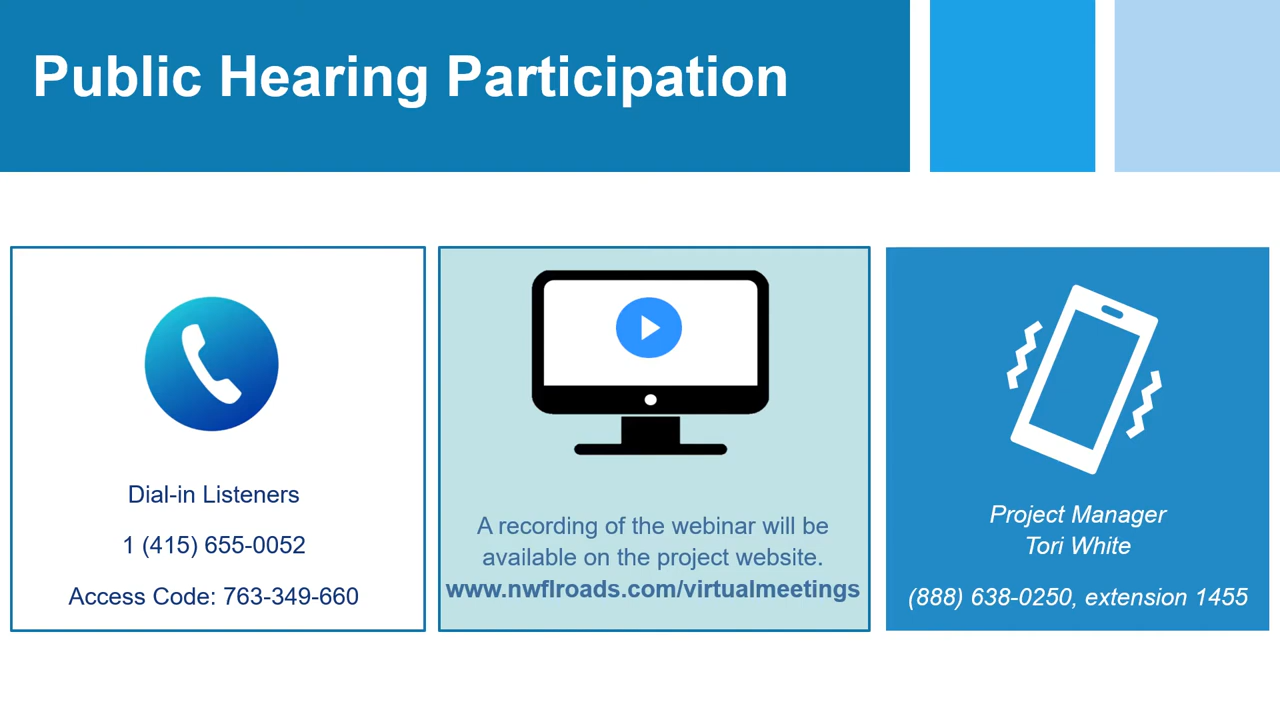 Public Hearing Participation
Dial-in Listeners
1 (415) 655-0052
Access Code: 763-349-660
A recording of the webinar will be
available on the project website.
www.nwflroads.com/virtualmeetings
Project Manager
Tori White
(888) 638-0250, extension 1455